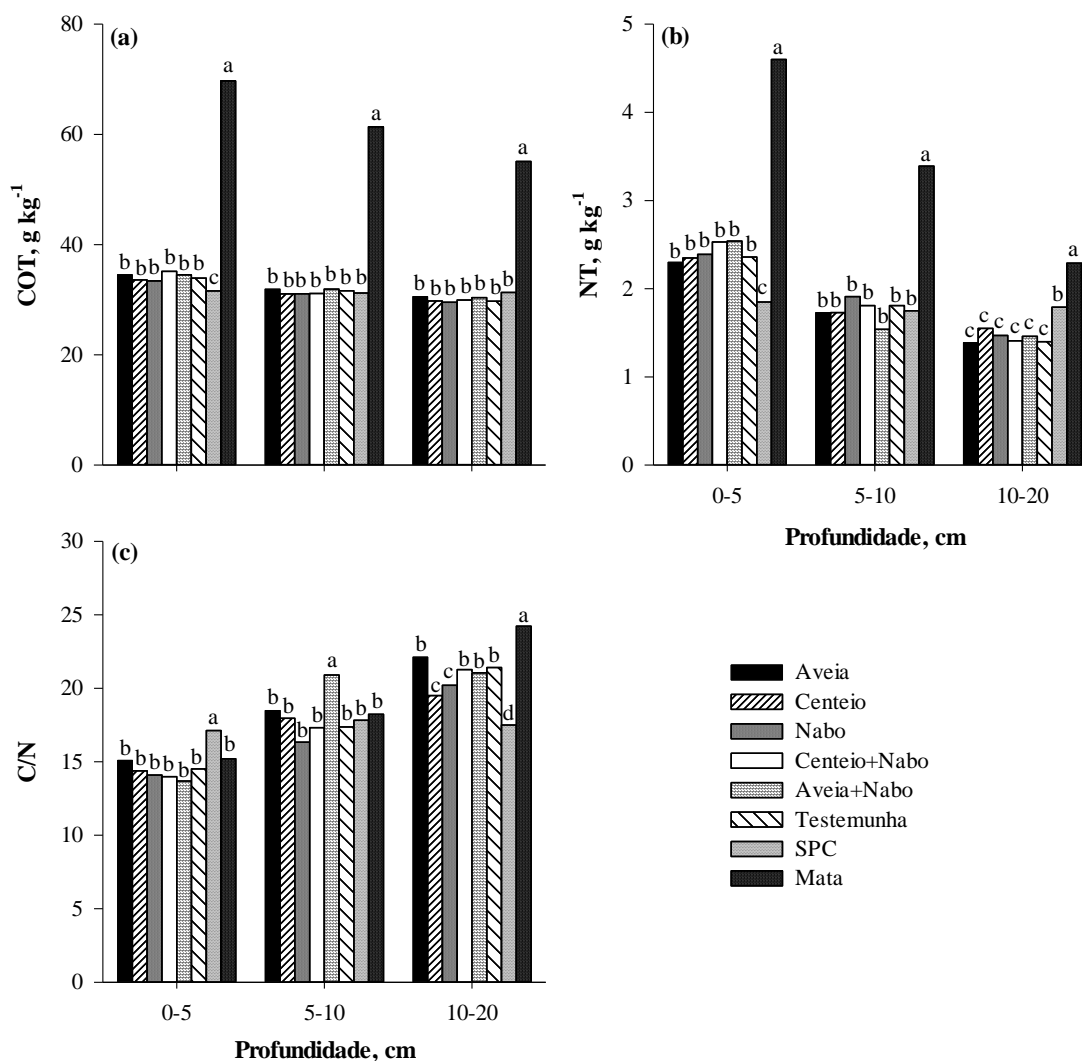 (a)
COT, g kg⁻¹
80
60
40
20
0
b b b b b b c a
b b b b b b b a
b b b b b b b a
(b)
NT, g kg⁻¹
5
4
3
2
1
0
b b b b b b c a
b b b b b b b a
c c c c c c b a
0-5 5-10 10-20
Profundidade, cm
(c)
C/N
30
25
20
15
10
5
0
b b b b b b a b
b b b b a b b b
b c c b b b d a
0-5 5-10 10-20
Profundidade, cm
Aveia
Centeio
Nabo
Centeio+Nabo
Aveia+Nabo
Testemunha
SPC
Mata